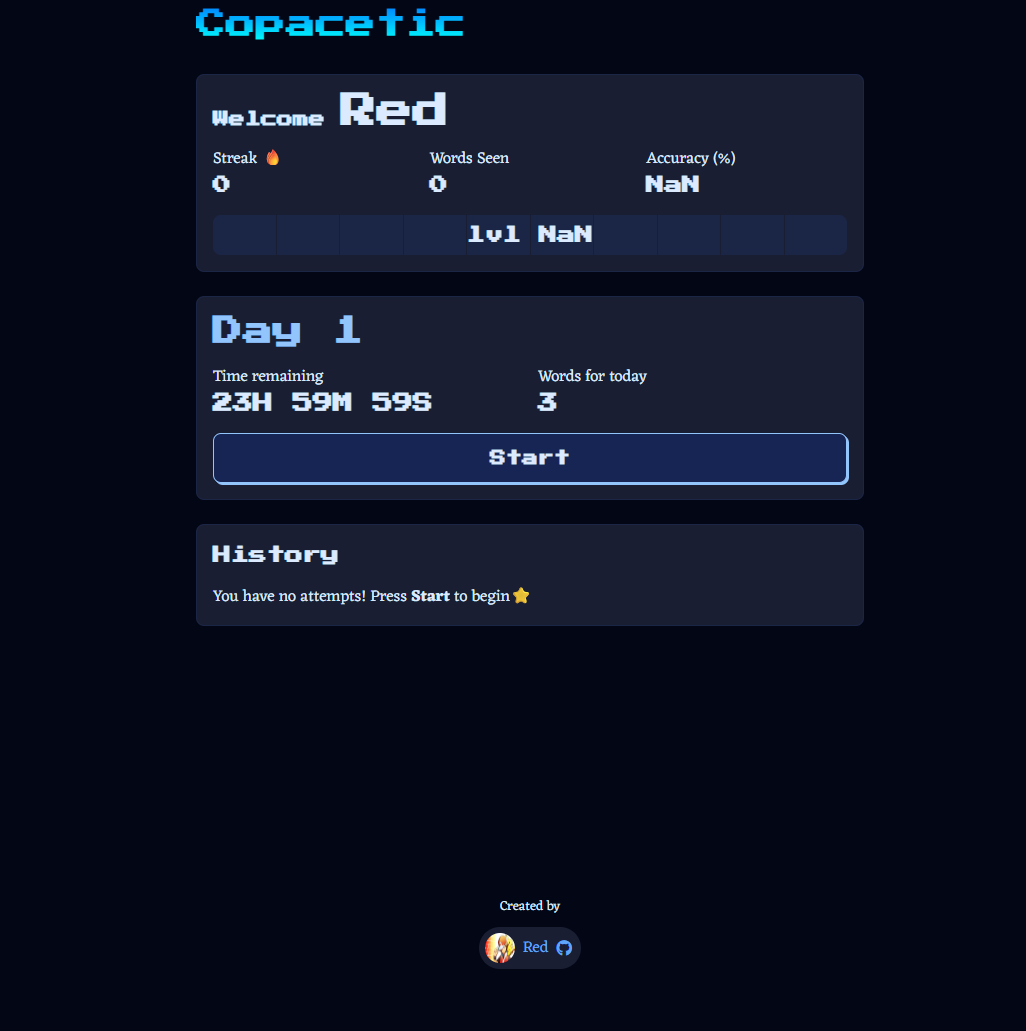 Copacetic
Welcome Red
Streak 🔥 Words Seen Accuracy (%)
0 0 NaN
lvl NaN
Day 1
Time remaining Words for today
23H 59M 59S 3
Start
History
You have no attempts! Press Start to begin ⭐
Created by
Red